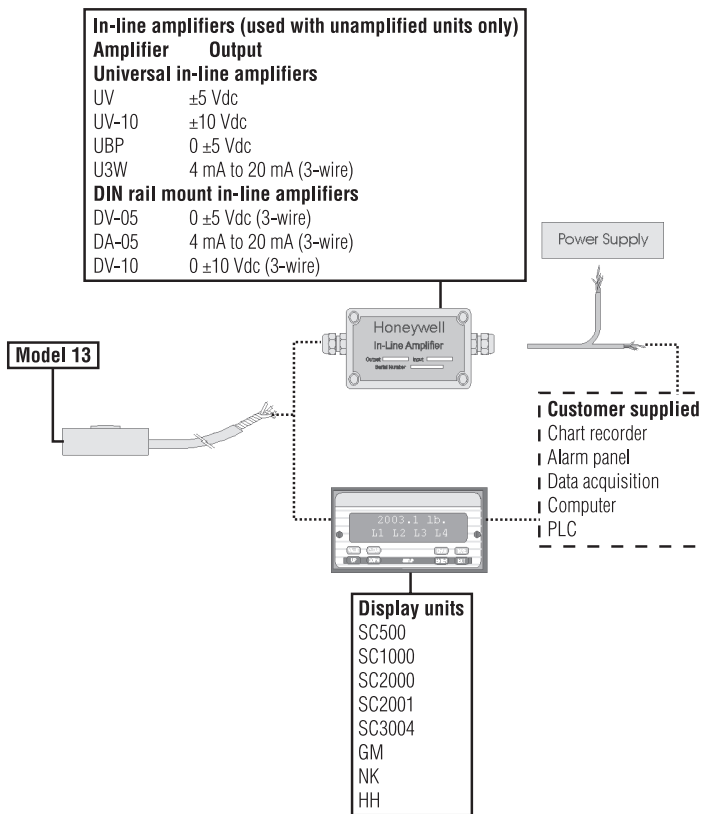 In-line amplifiers (used with unamplified units only)
Amplifier Output
Universal in-line amplifiers
UV ±5 Vdc
UV-10 ±10 Vdc
UBP 0 ±5 Vdc
U3W 4 mA to 20 mA (3-wire)
DIN rail mount in-line amplifiers
DV-05 0 ±5 Vdc (3-wire)
DA-05 4 mA to 20 mA (3-wire)
DV-10 0 ±10 Vdc (3-wire)
Power Supply
Honeywell
In-Line Amplifier
Output Input
Serial Number
Model 13
Customer supplied
Chart recorder
Alarm panel
Data acquisition
Computer
PLC
2003.1 lb.
L1 L2 L3 L4
Display units
SC500
SC1000
SC2000
SC2001
SC3004
GM
NK
HH